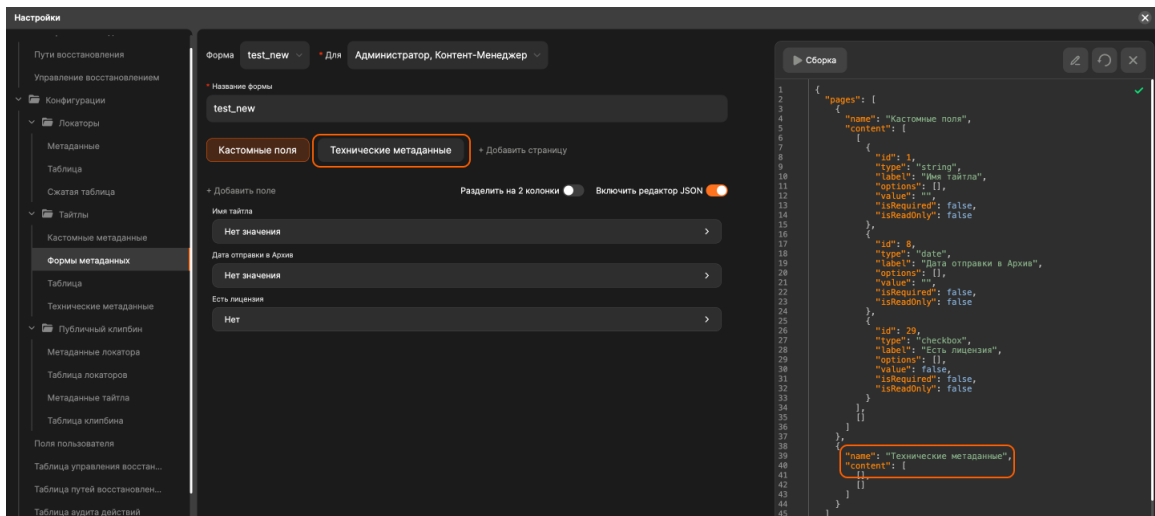 Настройки
Пути восстановления
Управление восстановлением
Конфигурации
Локаторы
Метаданные
Таблица
Сжатая таблица
Тайтлы
Кастомные метаданные
Формы метаданных
Таблица
Технические метаданные
Публичный клипбин
Метаданные локатора
Таблица локаторов
Метаданные тайтла
Таблица клипбина
Поля пользователя
Таблица управления восстан...
Таблица путей восстановлен...
Таблица аудита действий
Форма test_new * Для Администратор, Контент-Менеджер
* Название формы
test_new
Кастомные поля Технические метаданные + Добавить страницу
+ Добавить поле Разделить на 2 колонки Включить редактор JSON
Имя тайтла
Нет значения
Дата отправки в Архив
Нет значения
Есть лицензия
Нет
Сборка
1 {
2 "pages": [
3 {
4 "name": "Кастомные поля",
5 "content": [
6 [
7 {
8 "id": 1,
9 "type": "string",
10 "label": "Имя тайтла",
11 "options": [],
12 "value": "",
13 "isRequired": false,
14 "isReadOnly": false
15 },
16 {
17 "id": 8,
18 "type": "date",
19 "label": "Дата отправки в Архив",
20 "options": [],
21 "value": "",
22 "isRequired": false,
23 "isReadOnly": false
24 },
25 {
26 "id": 29,
27 "type": "checkbox",
28 "label": "Есть лицензия",
29 "options": [],
30 "value": false,
31 "isRequired": false,
32 "isReadOnly": false
33 }
34 ],
35 []
36 ]
37 },
38 {
39 "name": "Технические метаданные",
40 "content": [
41 [],
42 []
43 ]
44 }
45 ]